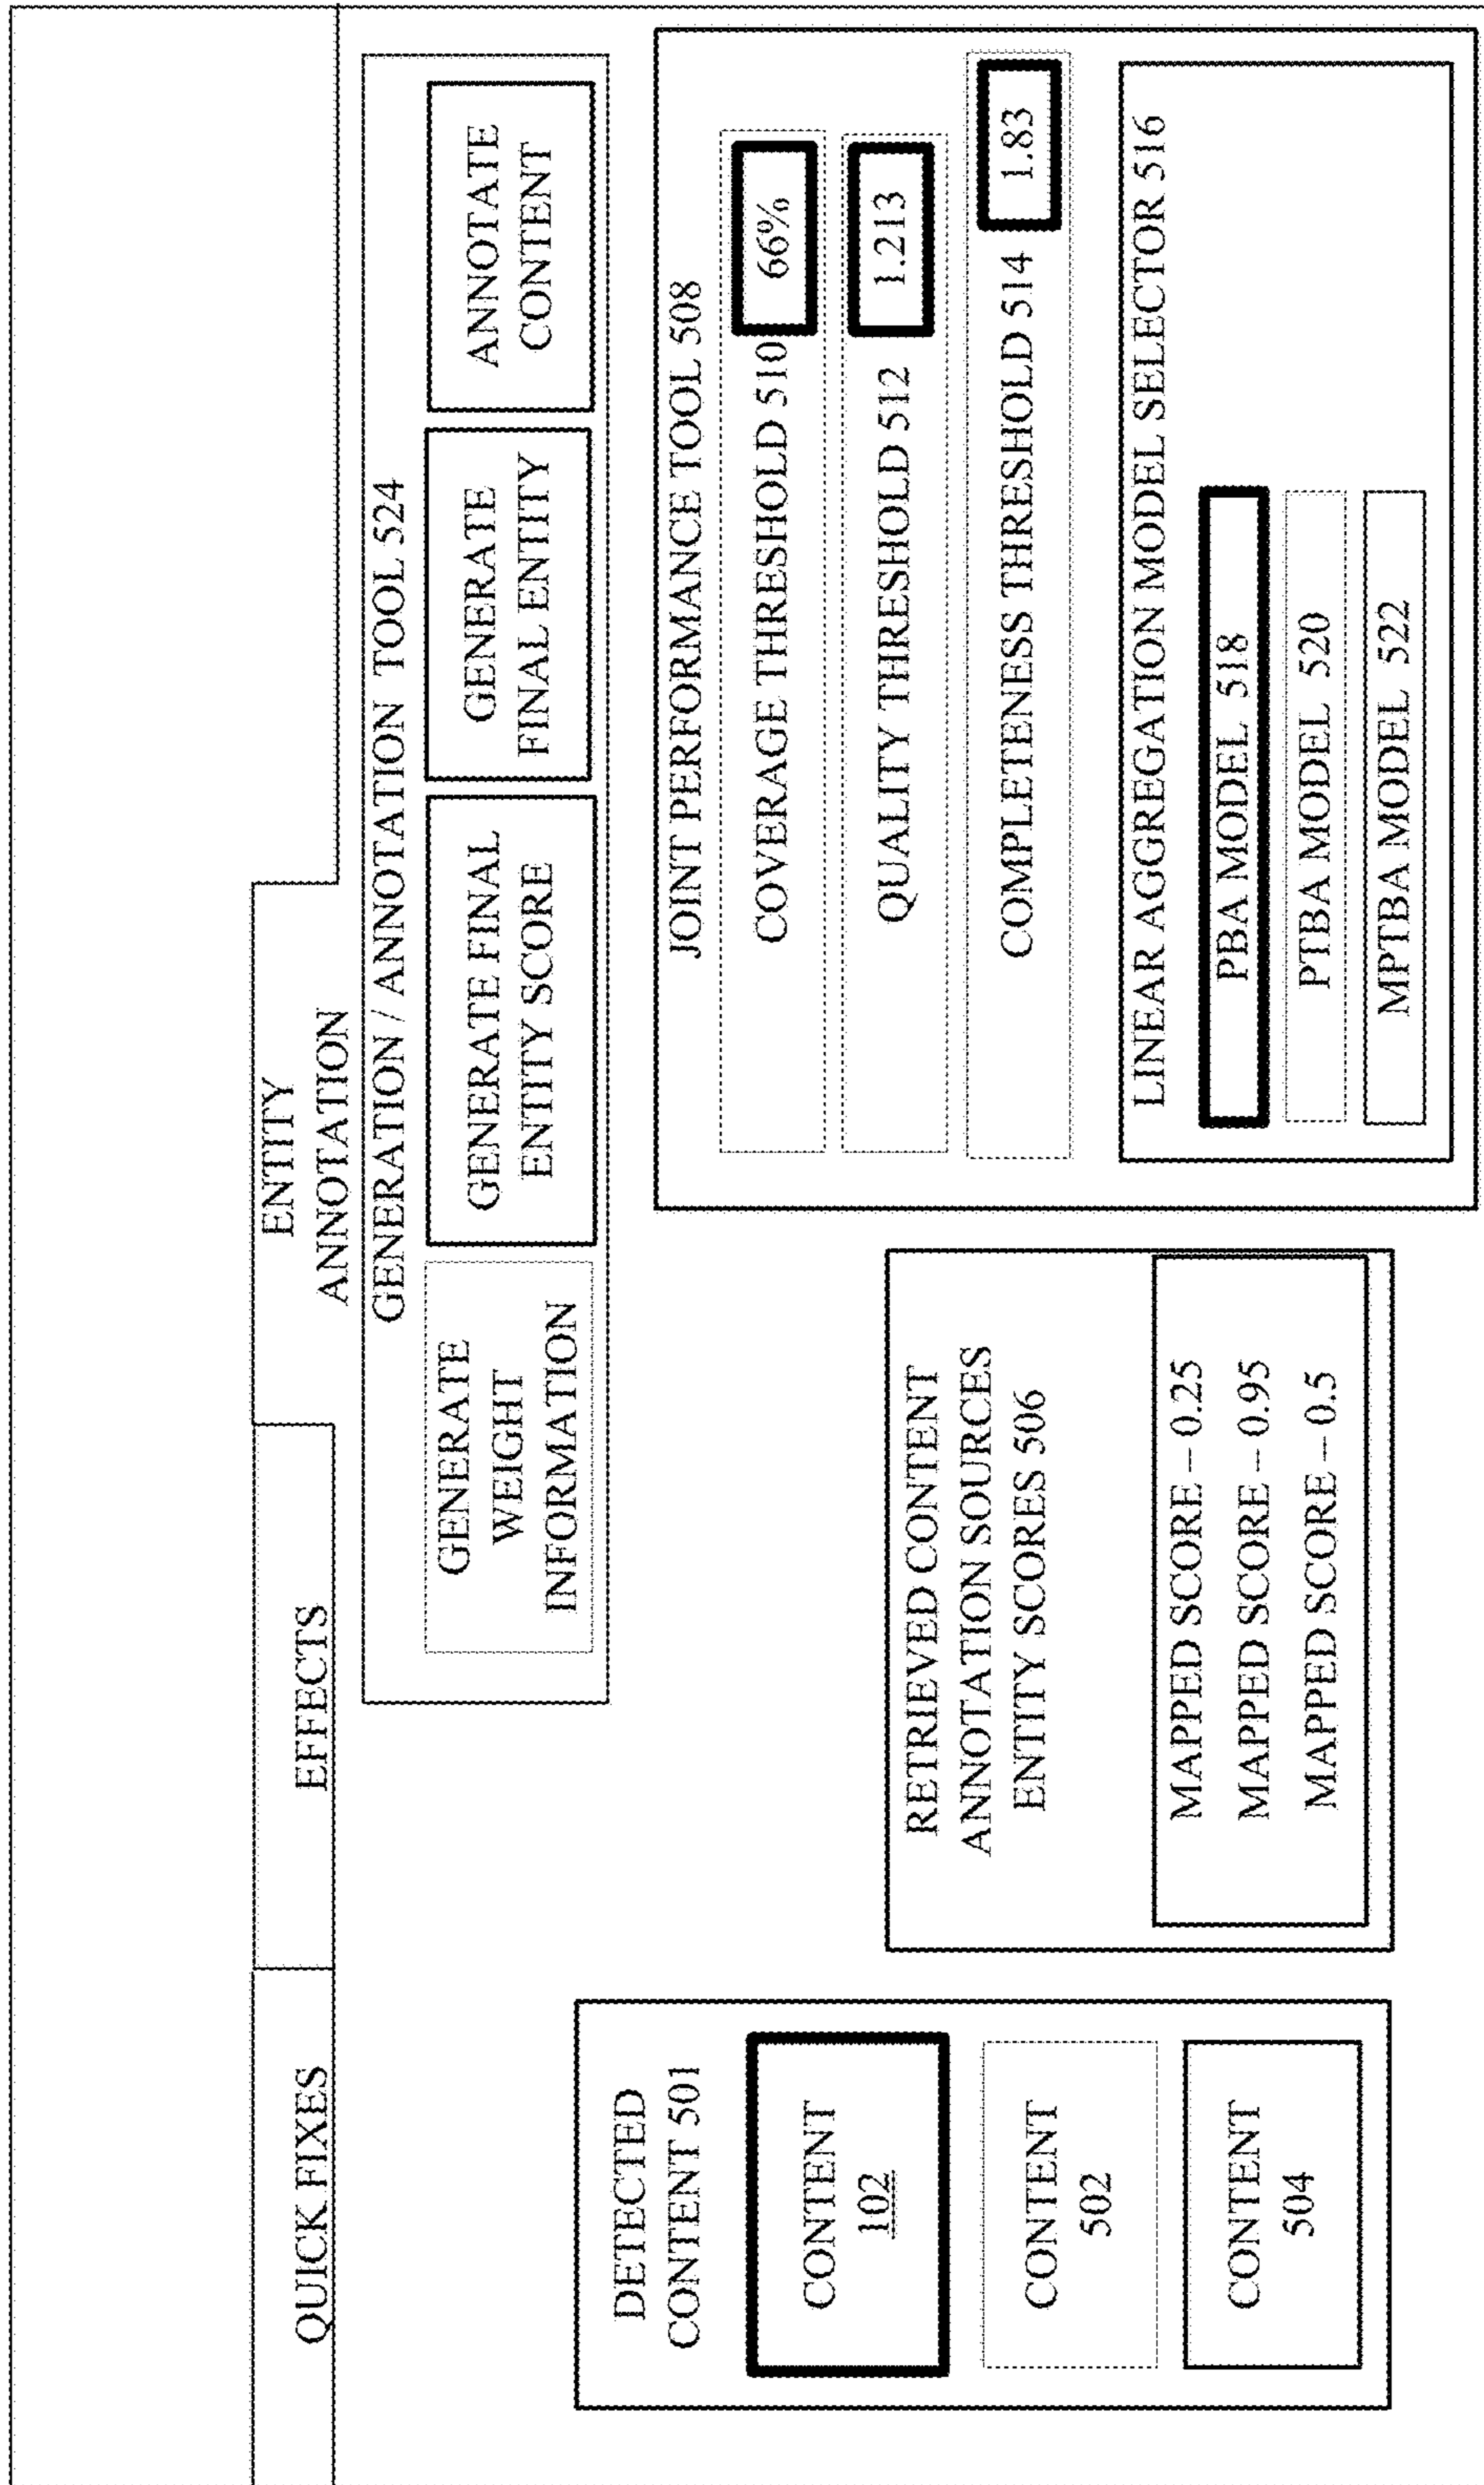 QUICK FIXES
EFFECTS
ENTITY
ANNOTATION
GENERATION / ANNOTATION TOOL 524
GENERATE
WEIGHT
INFORMATION
GENERATE FINAL
ENTITY SCORE
GENERATE
FINAL ENTITY
ANNOTATE
CONTENT
DETECTED
CONTENT 501
CONTENT
102
CONTENT
502
CONTENT
504
RETRIEVED CONTENT
ANNOTATION SOURCES
ENTITY SCORES 506
MAPPED SCORE – 0.25
MAPPED SCORE – 0.95
MAPPED SCORE – 0.5
JOINT PERFORMANCE TOOL 508
COVERAGE THRESHOLD 510 66%
QUALITY THRESHOLD 512 1.213
COMPLETENESS THRESHOLD 514 1.83
LINEAR AGGREGATION MODEL SELECTOR 516
PBA MODEL 518
PTBA MODEL 520
MPTBA MODEL 522